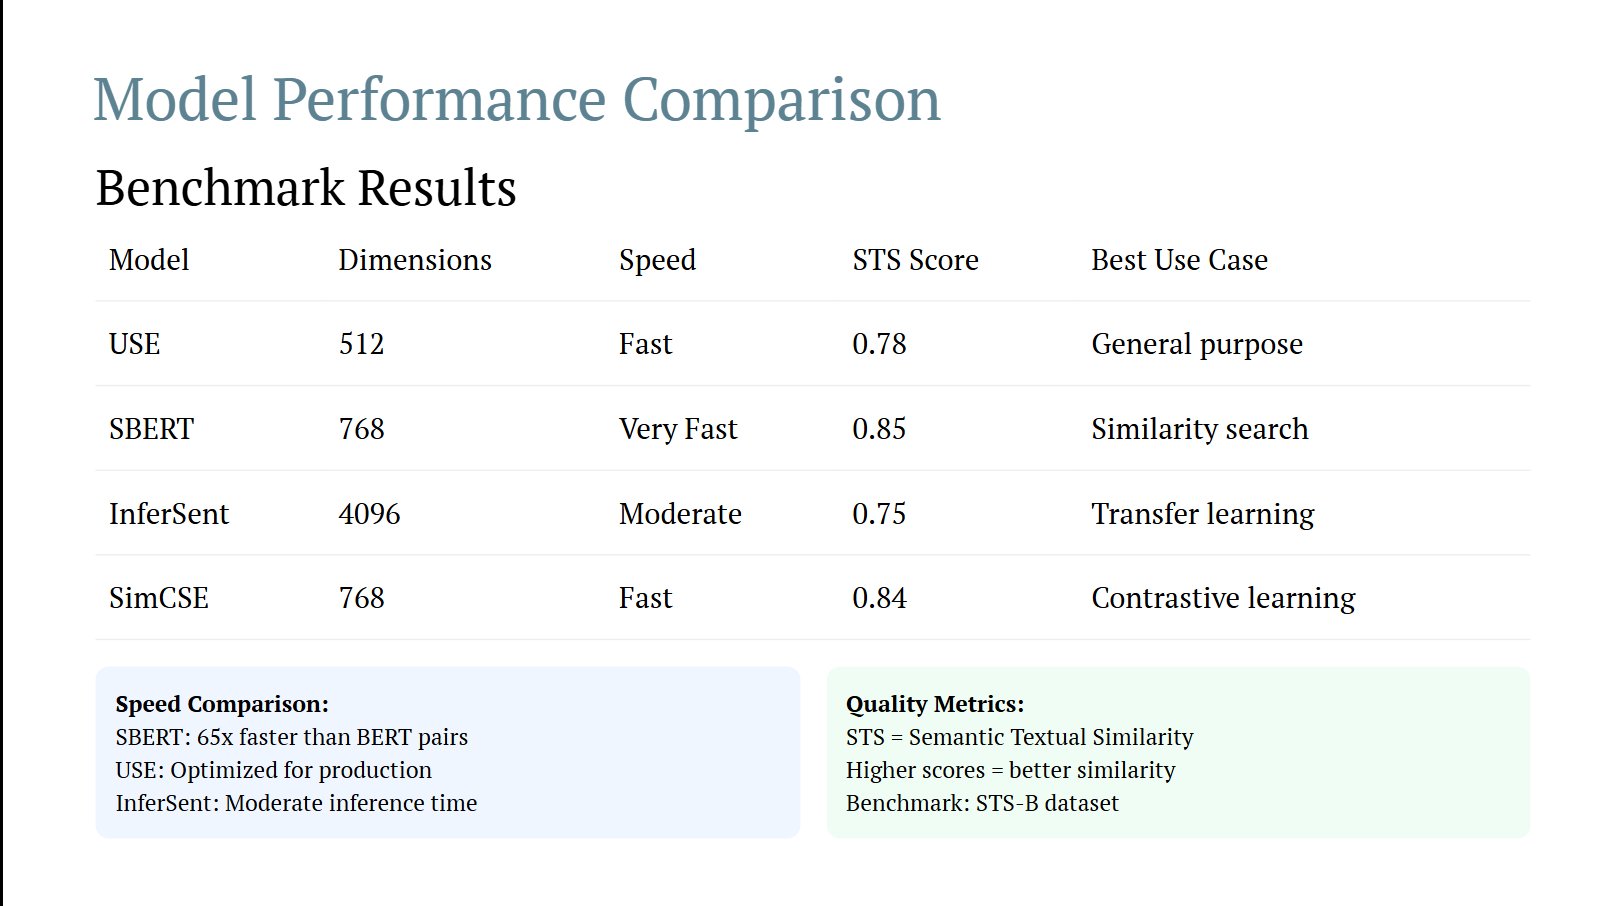 Model Performance Comparison
Benchmark Results
Model Dimensions Speed STS Score Best Use Case
USE 512 Fast 0.78 General purpose
SBERT 768 Very Fast 0.85 Similarity search
InferSent 4096 Moderate 0.75 Transfer learning
SimCSE 768 Fast 0.84 Contrastive learning
Speed Comparison:
SBERT: 65x faster than BERT pairs
USE: Optimized for production
InferSent: Moderate inference time
Quality Metrics:
STS = Semantic Textual Similarity
Higher scores = better similarity
Benchmark: STS-B dataset